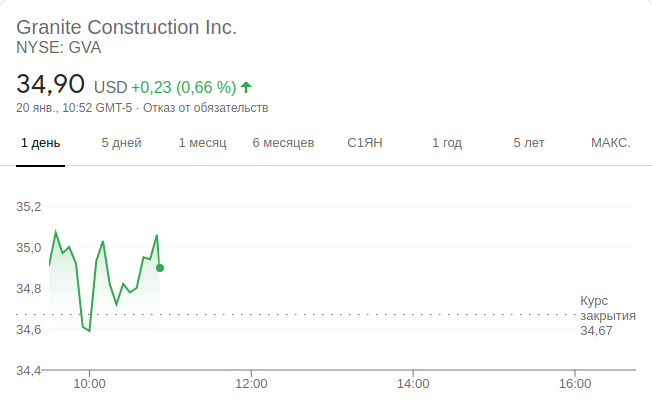 Granite Construction Inc.
NYSE: GVA
34,90 USD +0,23 (0,66 %)
20 янв., 10:52 GMT-5 · Отказ от обязательств
1 день 5 дней 1 месяц 6 месяцев С1ЯН 1 год 5 лет МАКС.
35,2
35,0
34,8
34,6
34,4
Курс
закрытия
34,67
10:00 12:00 14:00 16:00